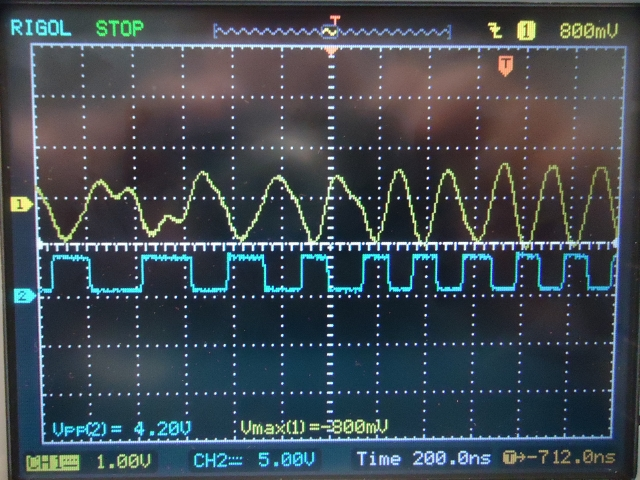 RIGOL STOP T 1 800mV
T
1
2
Vpp(2)= 4.20V Vmax(1)=-800mV
CH1 1.00V CH2 5.00V Time 200.0ns T→-712.0ns